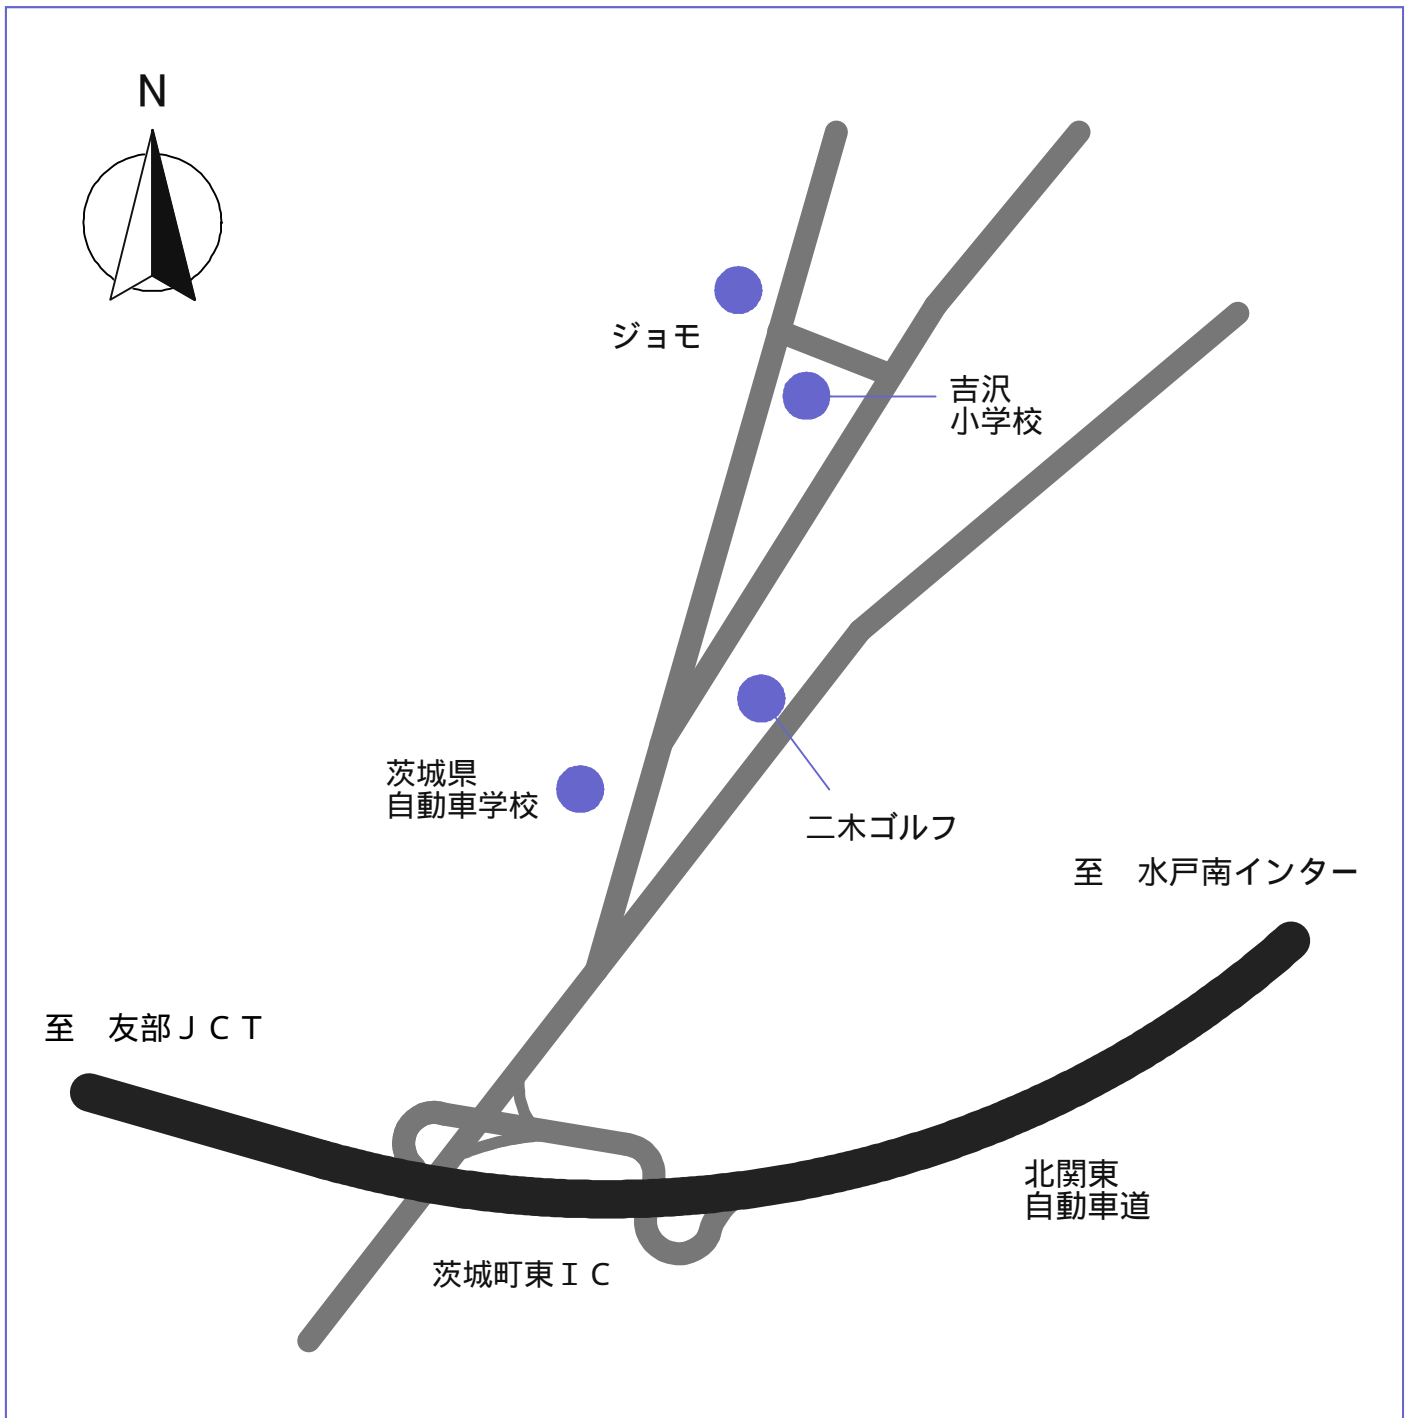 N
ジョモ
吉沢
小学校
茨城県
自動車学校
二木ゴルフ
至　水戸南インター
至　友部ＪＣＴ
北関東
自動車道
茨城町東ＩＣ